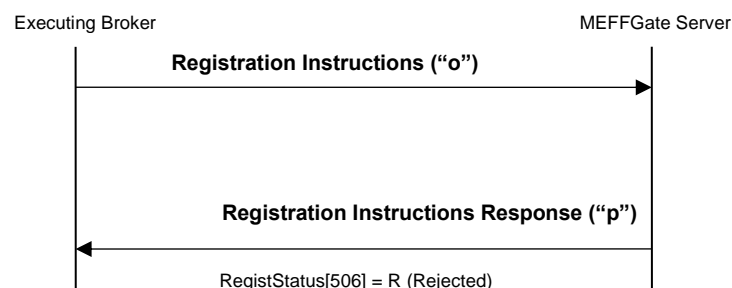 Executing Broker
MEFFGate Server
Registration Instructions (“o”)
Registration Instructions Response (“p”)
RegistStatus[506] = R (Rejected)